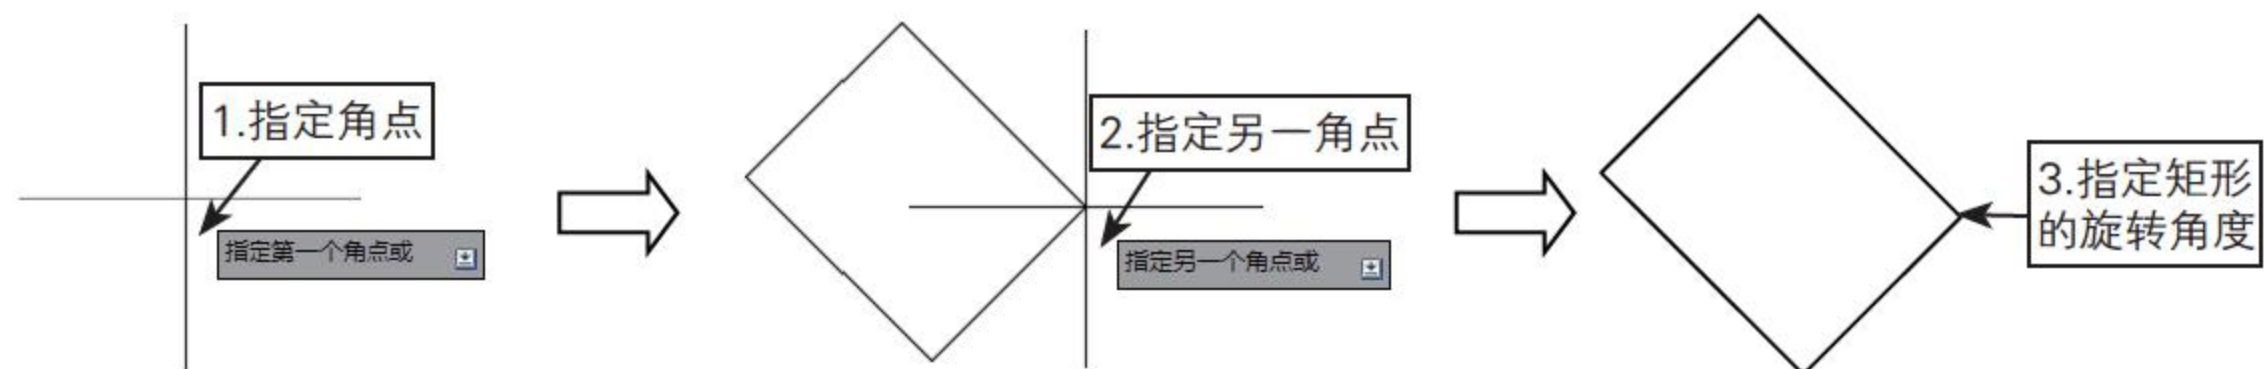 1.指定角点
指定第一个角点或
2.指定另一角点
指定另一个角点或
3.指定矩形
的旋转角度